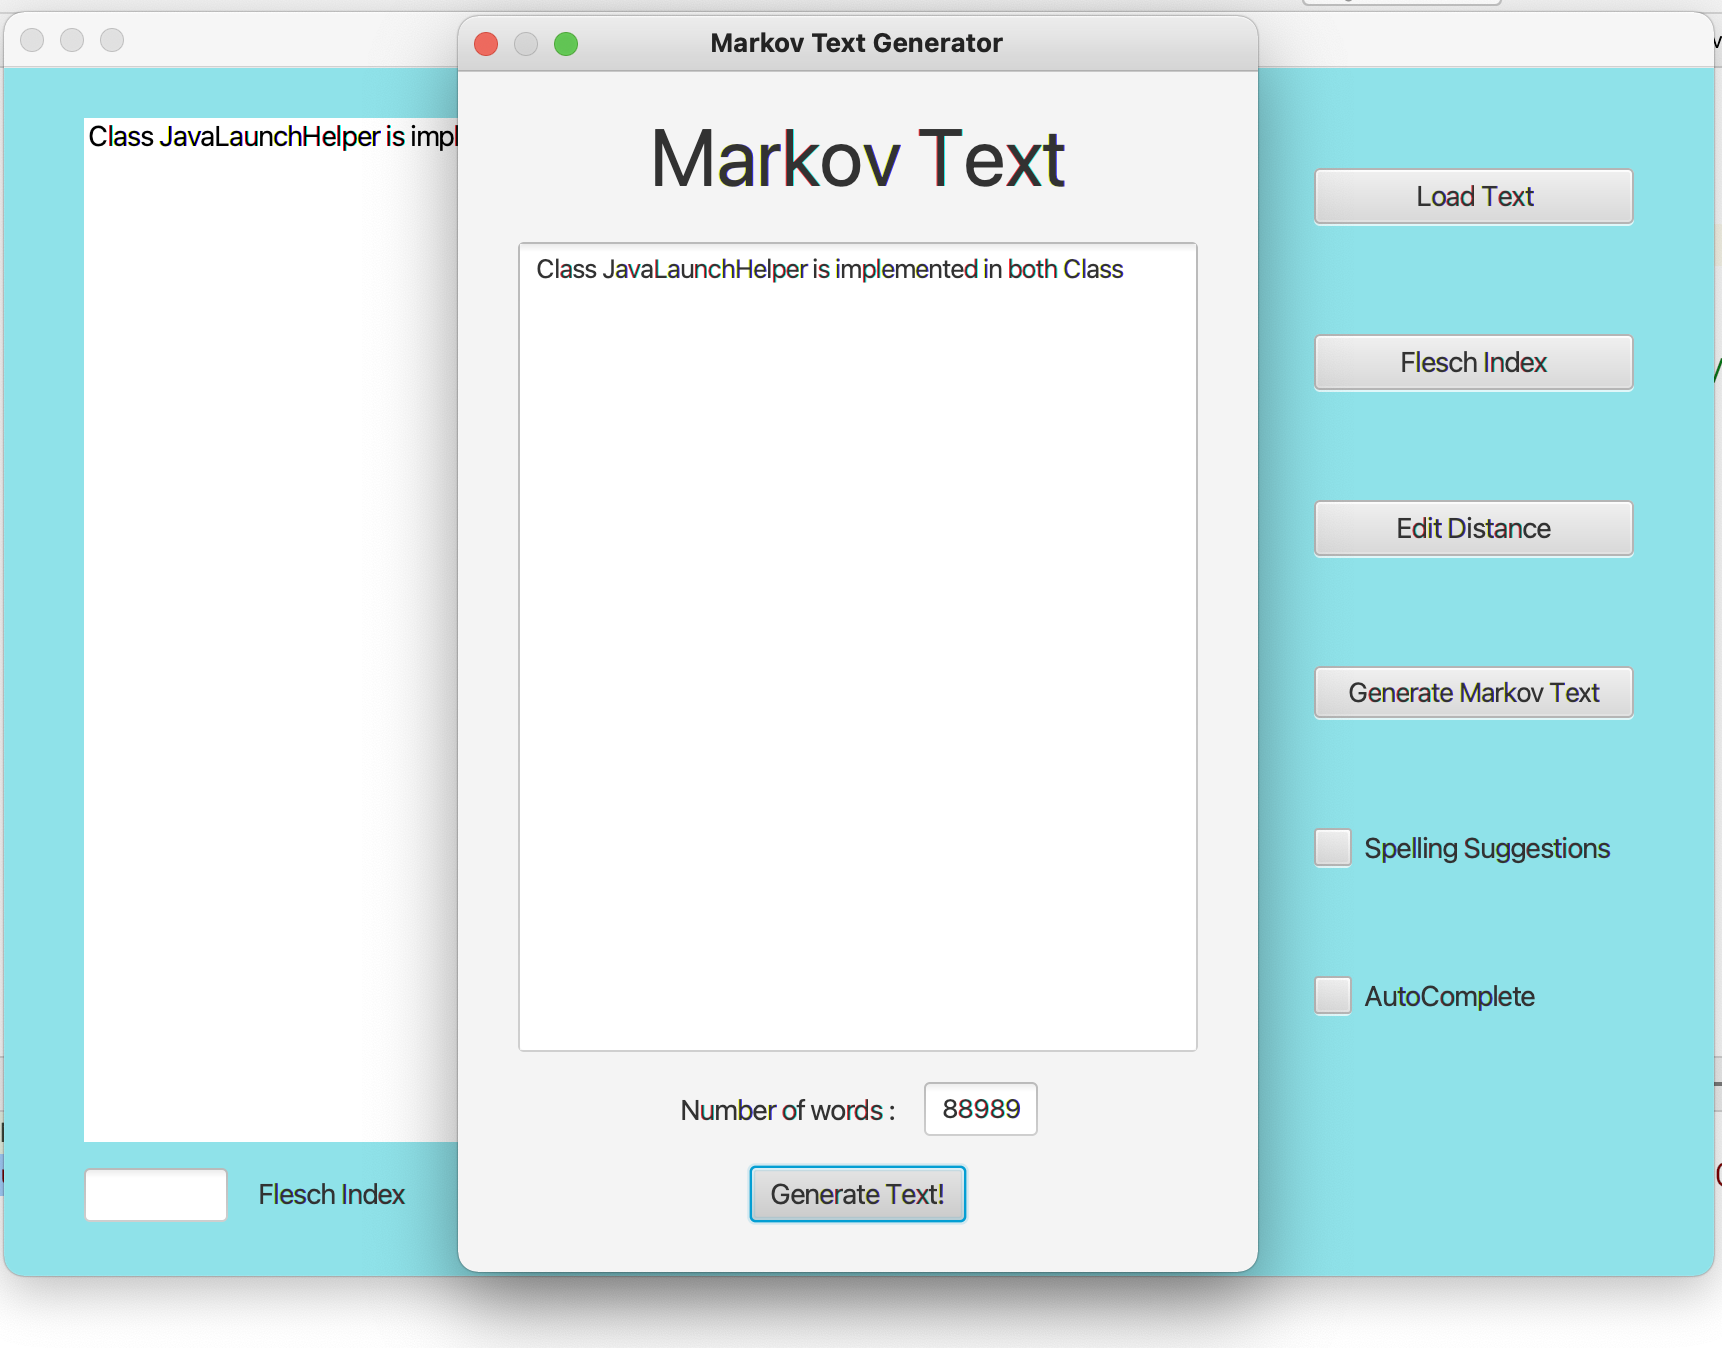 Markov Text Generator
Markov Text
Class JavaLaunchHelper is impl
Class JavaLaunchHelper is implemented in both Class
Load Text
Flesch Index
Edit Distance
Generate Markov Text
Spelling Suggestions
AutoComplete
Number of words : 88989
Generate Text!
Flesch Index